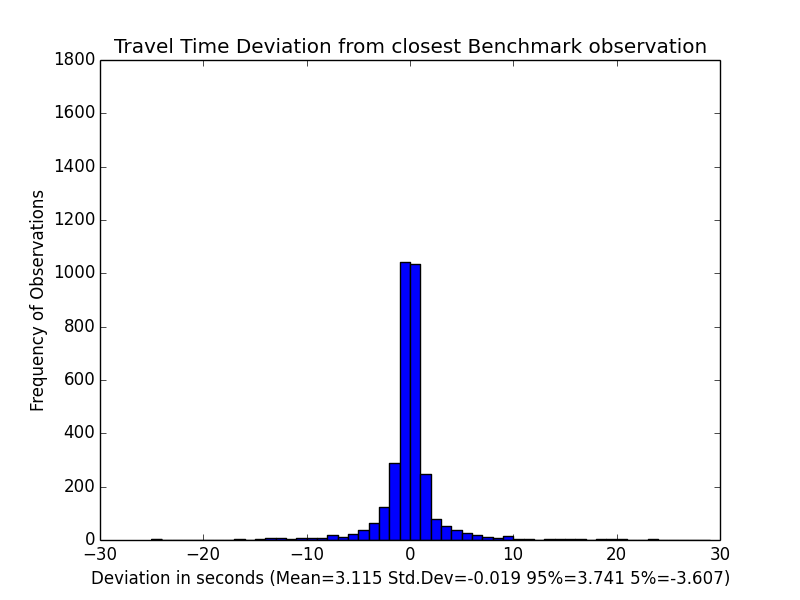 Travel Time Deviation from closest Benchmark observation
1800
1600
1400
1200
1000
800
600
400
200
0
Frequency of Observations
−30 −20 −10 0 10 20 30
Deviation in seconds (Mean=3.115 Std.Dev=-0.019 95%=3.741 5%=-3.607)